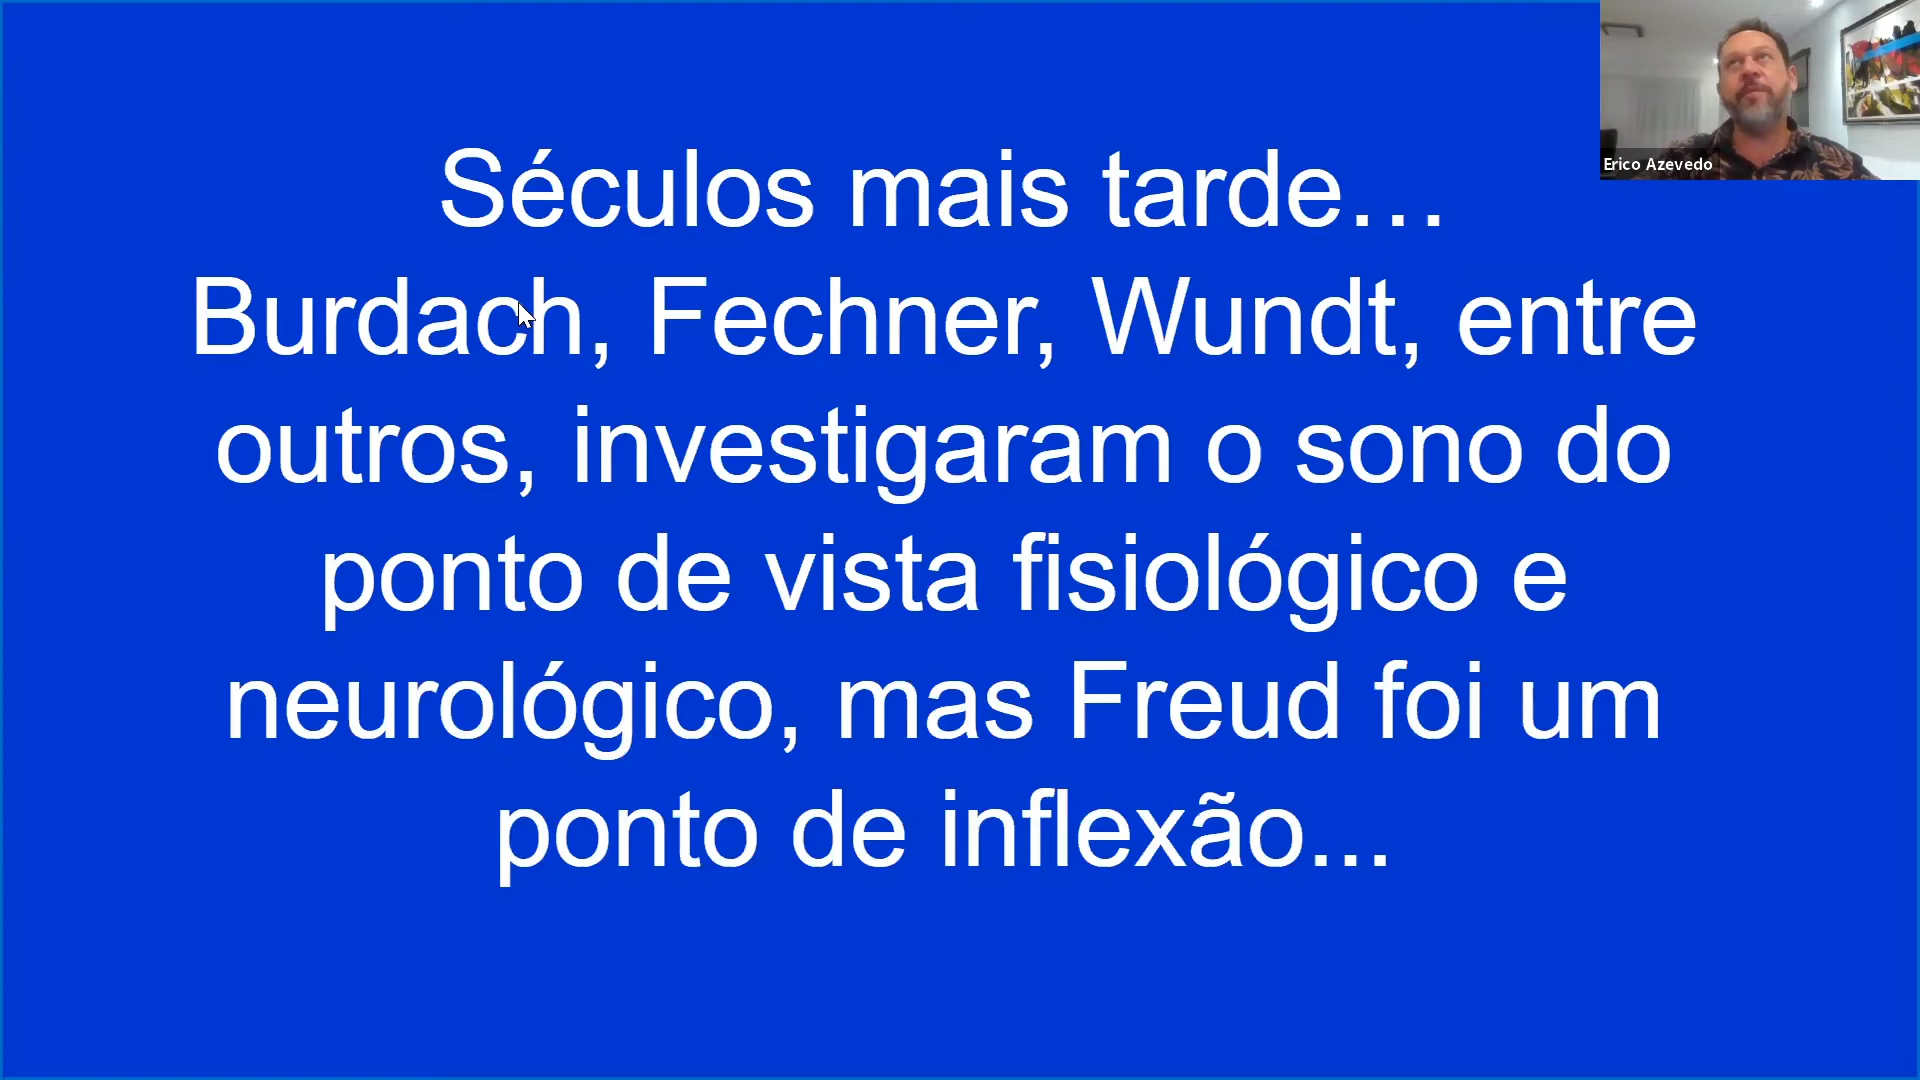 Séculos mais tarde…
Burdach, Fechner, Wundt, entre
outros, investigaram o sono do
ponto de vista fisiológico e
neurológico, mas Freud foi um
ponto de inflexão...
Erico Azevedo